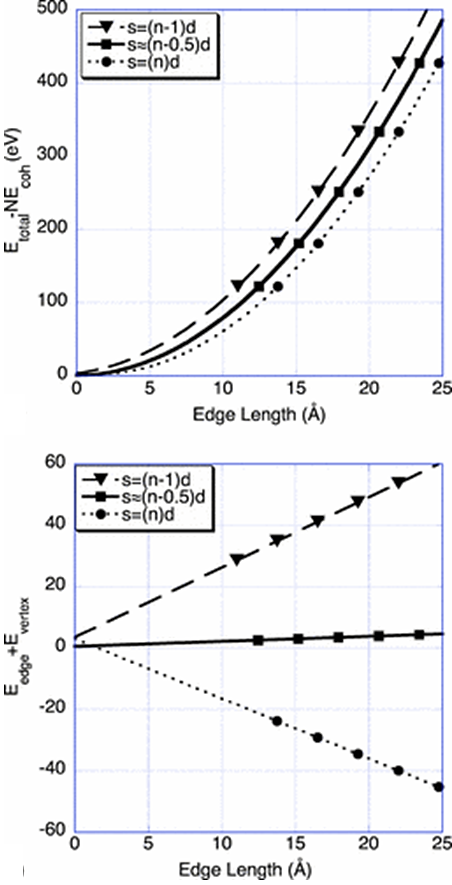 500
400
300
200
100
0
E_total-NE_coh (eV)
s=(n-1)d
s≈(n-0.5)d
s=(n)d
0 5 10 15 20 25
Edge Length (Å)
60
40
20
0
-20
-40
-60
E_edge+E_vertex
s=(n-1)d
s≈(n-0.5)d
s=(n)d
0 5 10 15 20 25
Edge Length (Å)